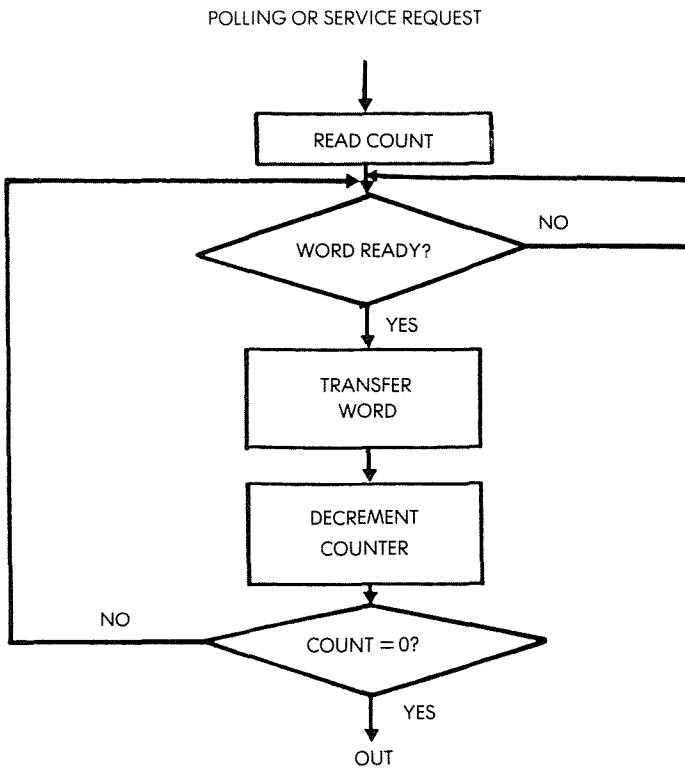 POLLING OR SERVICE REQUEST
READ COUNT
WORD READY?
NO
YES
TRANSFER
WORD
DECREMENT
COUNTER
NO
COUNT = 0?
YES
OUT